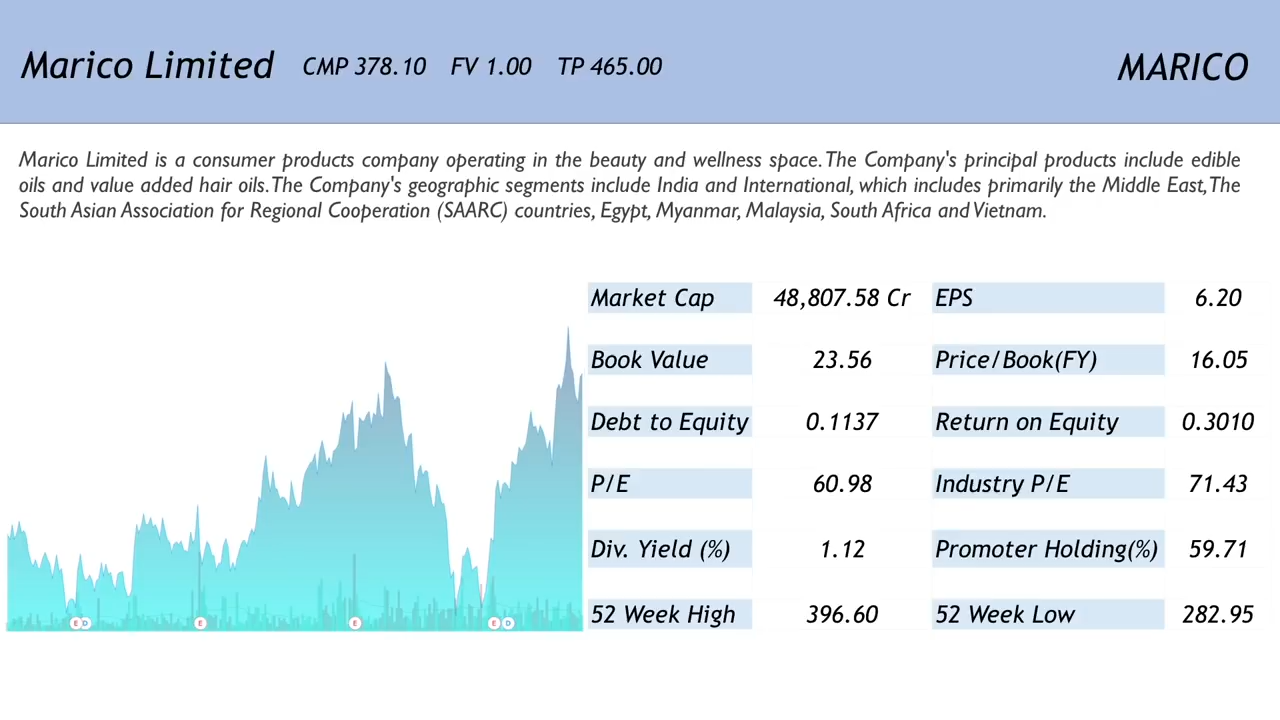 Marico Limited CMP 378.10 FV 1.00 TP 465.00 MARICO
Marico Limited is a consumer products company operating in the beauty and wellness space. The Company's principal products include edible
oils and value added hair oils. The Company's geographic segments include India and International, which includes primarily the Middle East, The
South Asian Association for Regional Cooperation (SAARC) countries, Egypt, Myanmar, Malaysia, South Africa and Vietnam.
Market Cap 48,807.58 Cr EPS 6.20
Book Value 23.56 Price/Book(FY) 16.05
Debt to Equity 0.1137 Return on Equity 0.3010
P/E 60.98 Industry P/E 71.43
Div. Yield (%) 1.12 Promoter Holding(%) 59.71
52 Week High 396.60 52 Week Low 282.95
E D E E E D